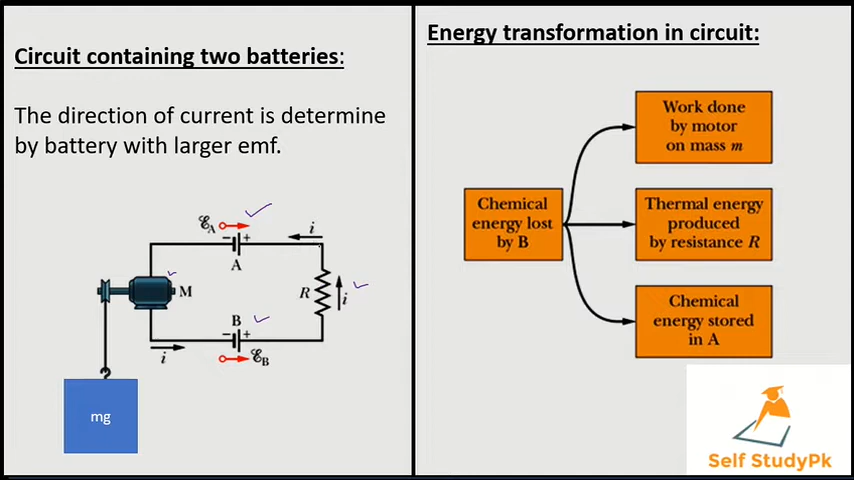 Circuit containing two batteries:
The direction of current is determine
by battery with larger emf.
ℰA
− +
i
A
M
R
i
B
− +
i
ℰB
mg
Energy transformation in circuit:
Work done
by motor
on mass m
Chemical
energy lost
by B
Thermal energy
produced
by resistance R
Chemical
energy stored
in A
Self StudyPk